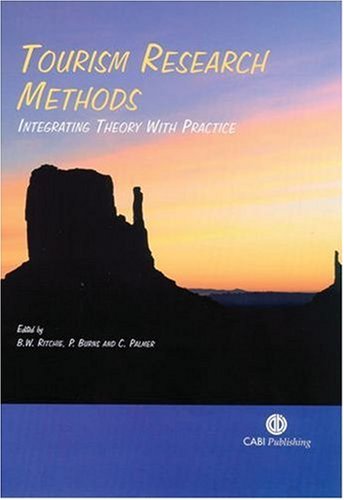 TOURISM RESEARCH
METHODS
INTEGRATING THEORY WITH PRACTICE
Edited by
B.W. RITCHIE, P. BURNS AND C. PALMER
CABI Publishing